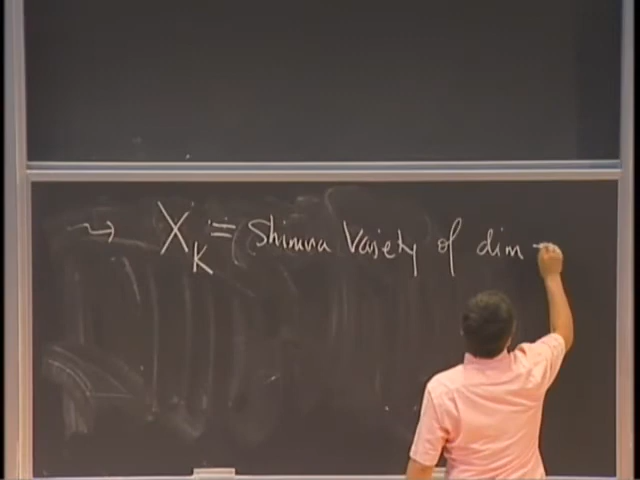 ⇝ X_K = Shimura Variety of dim =